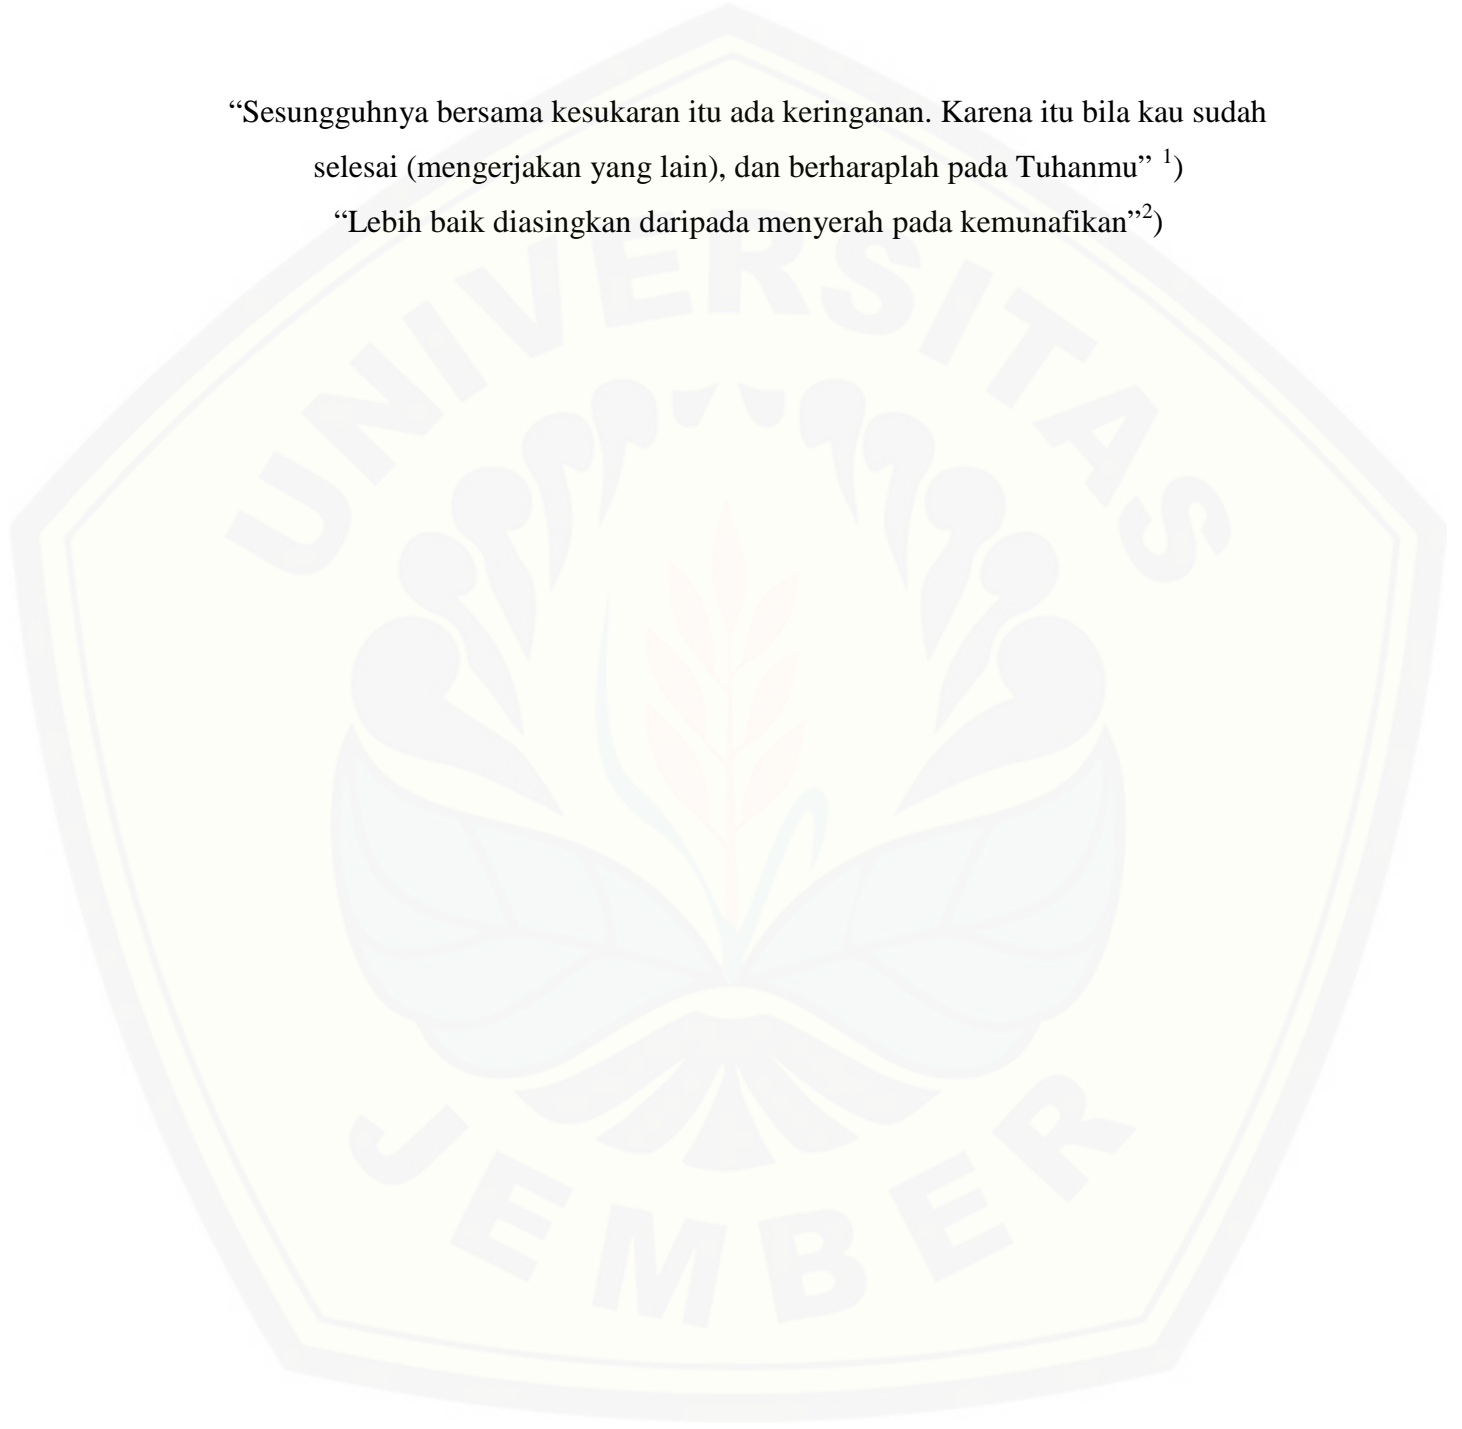 “Sesungguhnya bersama kesukaran itu ada keringanan. Karena itu bila kau sudah
selesai (mengerjakan yang lain), dan berharaplah pada Tuhanmu” ¹)
“Lebih baik diasingkan daripada menyerah pada kemunafikan”²)
UNIVERSITAS
JEMBER